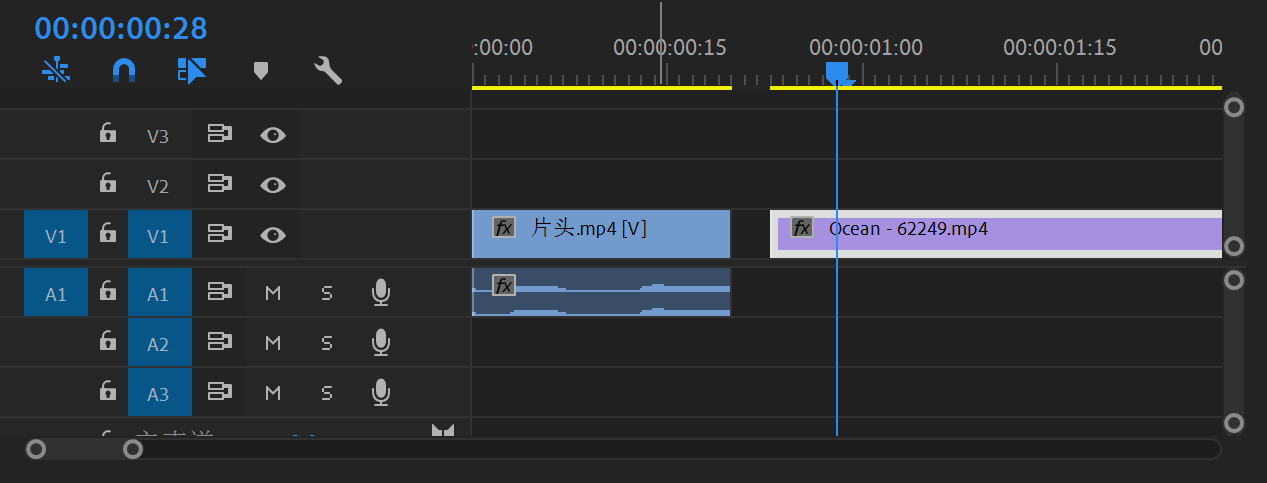 00:00:00:28
:00:00 00:00:00:15 00:00:01:00 00:00:01:15 00
V3
V2
V1 V1 fx 片头.mp4 [V] fx Ocean - 62249.mp4
A1 A1 M S fx
A2 M S
A3 M S